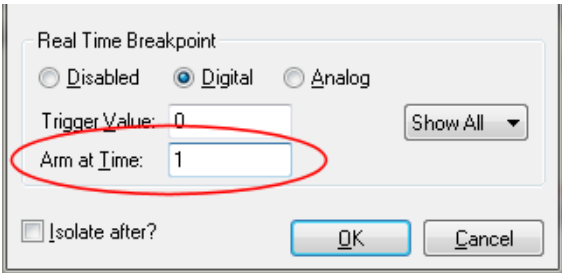 Real Time Breakpoint
Disabled Digital Analog
Trigger Value: 0 Show All
Arm at Time: 1
Isolate after? OK Cancel